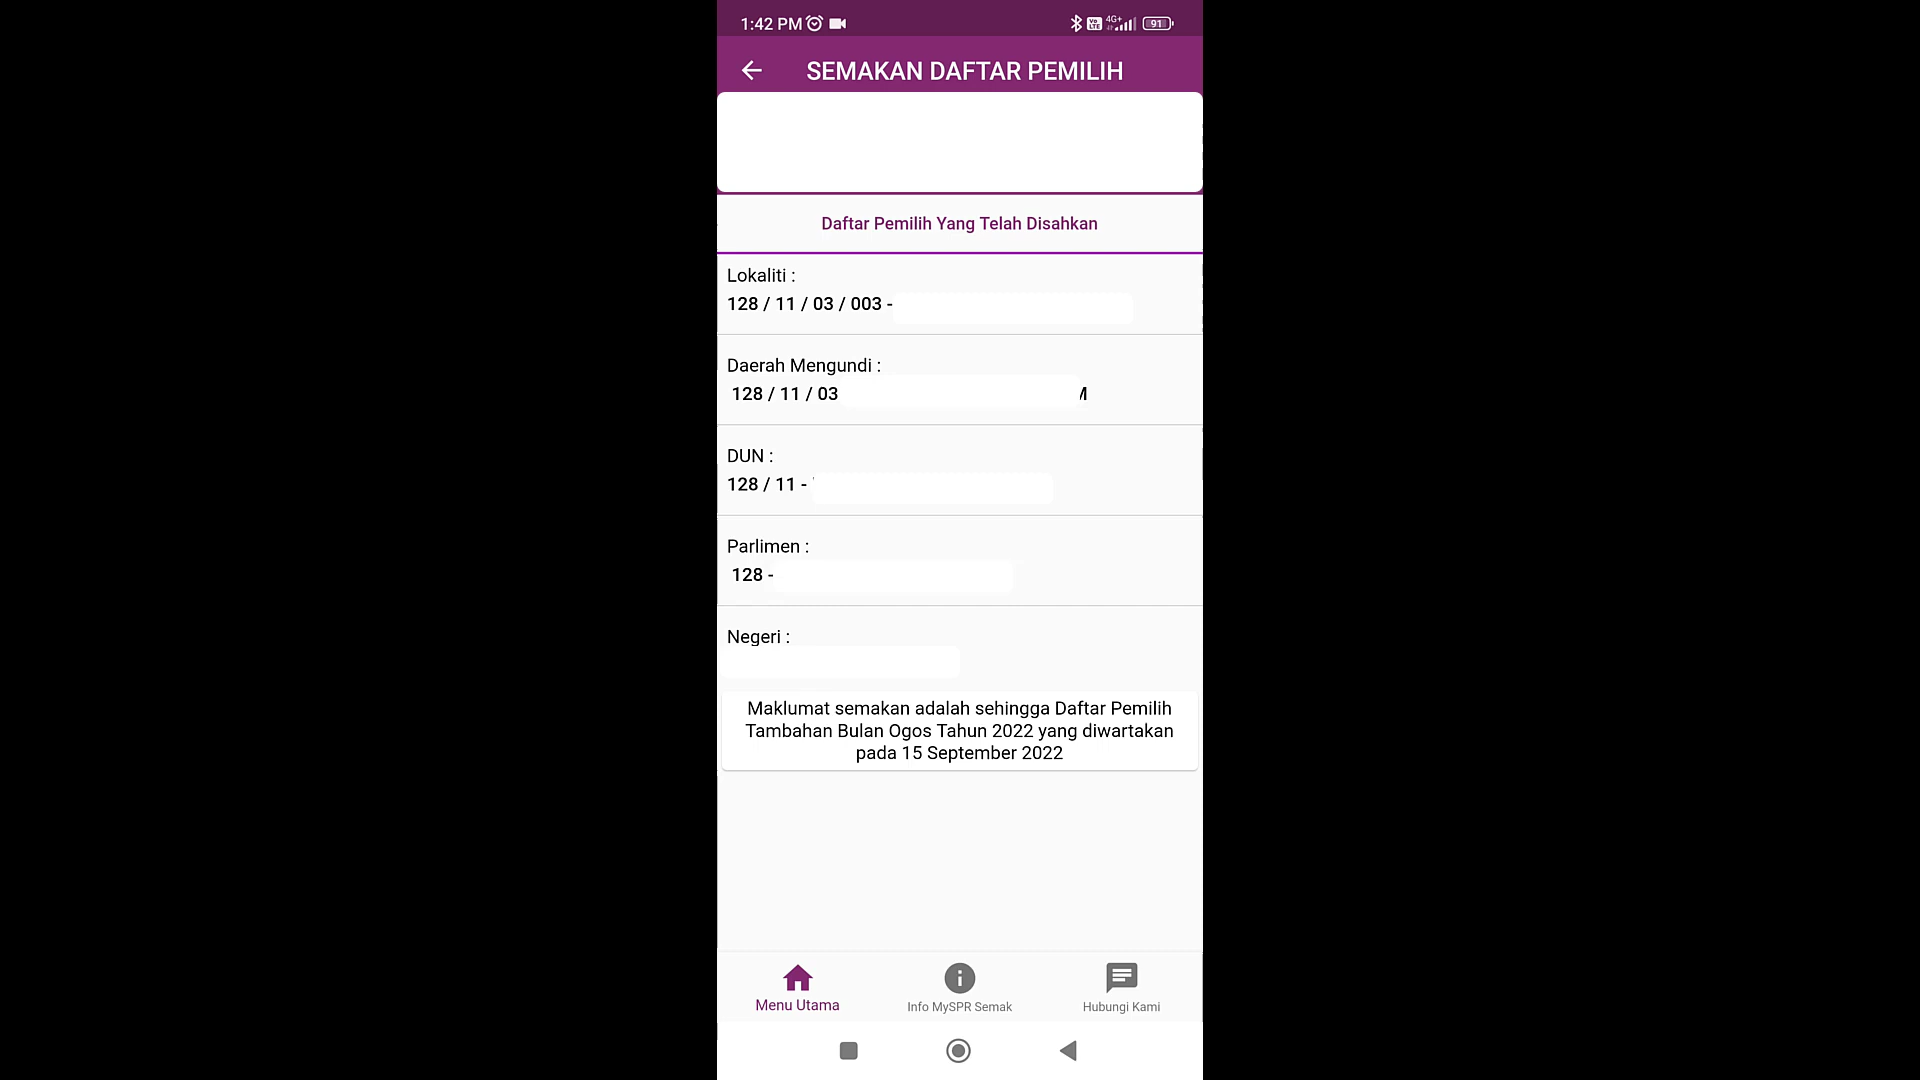 1:42 PM
4G+
91
SEMAKAN DAFTAR PEMILIH
Daftar Pemilih Yang Telah Disahkan
Lokaliti :
128 / 11 / 03 / 003 -
Daerah Mengundi :
128 / 11 / 03
DUN :
128 / 11 -
Parlimen :
128 -
Negeri :
Maklumat semakan adalah sehingga Daftar Pemilih
Tambahan Bulan Ogos Tahun 2022 yang diwartakan
pada 15 September 2022
Menu Utama
Info MySPR Semak
Hubungi Kami